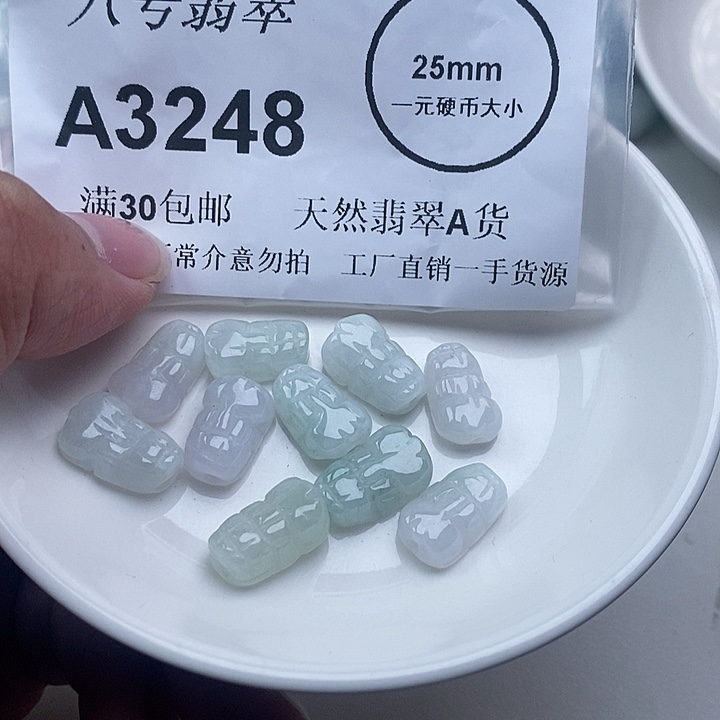 八号翡翠
25mm
一元硬币大小
A3248
满30包邮 天然翡翠A货
常介意勿拍 工厂直销一手货源